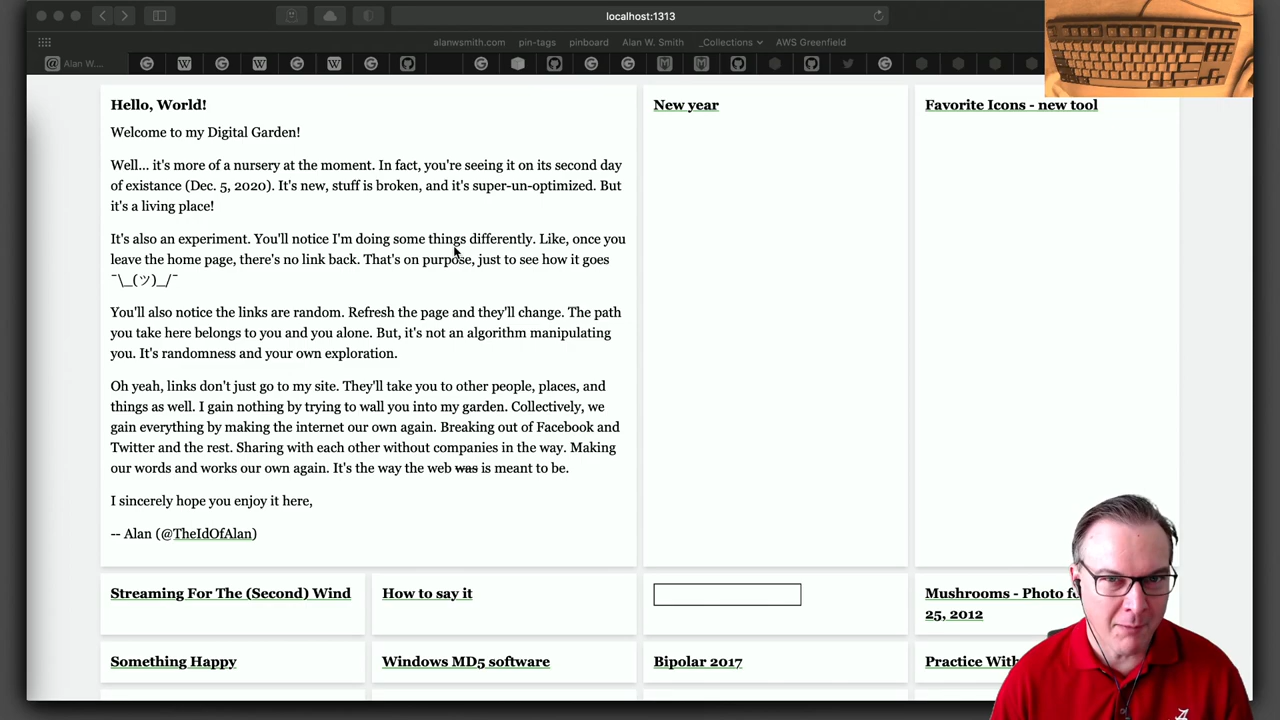 localhost:1313
alanwsmith.com pin-tags pinboard Alan W. Smith _Collections AWS Greenfield
Alan W....
Hello, World!
Welcome to my Digital Garden!
Well... it's more of a nursery at the moment. In fact, you're seeing it on its second day
of existance (Dec. 5, 2020). It's new, stuff is broken, and it's super-un-optimized. But
it's a living place!
It's also an experiment. You'll notice I'm doing some things differently. Like, once you
leave the home page, there's no link back. That's on purpose, just to see how it goes
¯\_(ツ)_/¯
You'll also notice the links are random. Refresh the page and they'll change. The path
you take here belongs to you and you alone. But, it's not an algorithm manipulating
you. It's randomness and your own exploration.
Oh yeah, links don't just go to my site. They'll take you to other people, places, and
things as well. I gain nothing by trying to wall you into my garden. Collectively, we
gain everything by making the internet our own again. Breaking out of Facebook and
Twitter and the rest. Sharing with each other without companies in the way. Making
our words and works our own again. It's the way the web was is meant to be.
I sincerely hope you enjoy it here,
-- Alan (@TheIdOfAlan)
New year
Favorite Icons - new tool
Streaming For The (Second) Wind
How to say it
Mushrooms - Photo
25, 2012
Something Happy
Windows MD5 software
Bipolar 2017
Practice